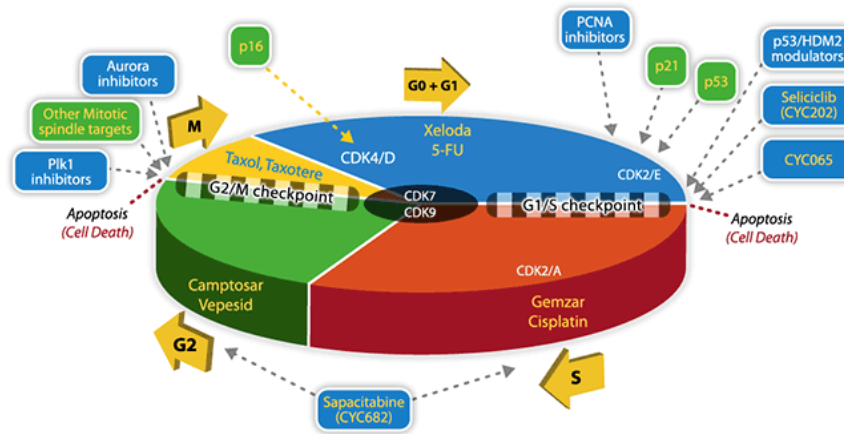 p16
Aurora
inhibitors
Other Mitotic
spindle targets
Plk1
inhibitors
M
G0 + G1
PCNA
inhibitors
p21
p53
p53/HDM2
modulators
Seliciclib
(CYC202)
CYC065
Xeloda
5-FU
CDK4/D
CDK2/E
Taxol, Taxotere
G2/M checkpoint
CDK7
CDK9
G1/S checkpoint
Apoptosis
(Cell Death)
Apoptosis
(Cell Death)
CDK2/A
Camptosar
Vepesid
Gemzar
Cisplatin
G2
S
Sapacitabine
(CYC682)